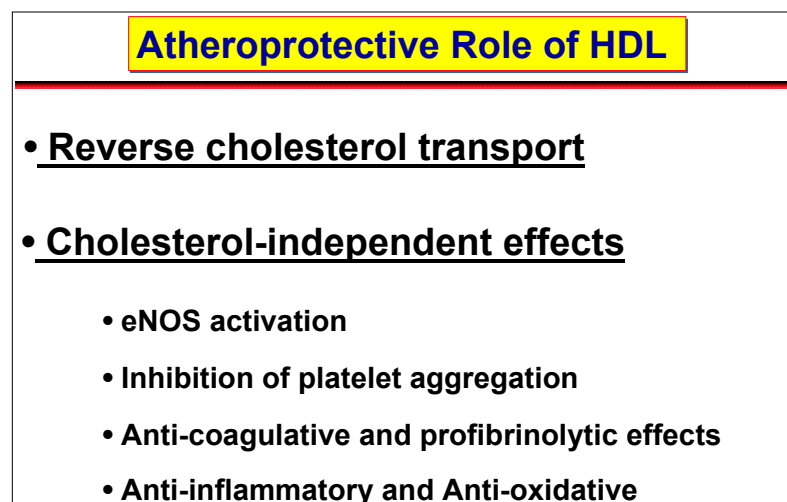 Atheroprotective Role of HDL
• Reverse cholesterol transport
• Cholesterol-independent effects
• eNOS activation
• Inhibition of platelet aggregation
• Anti-coagulative and profibrinolytic effects
• Anti-inflammatory and Anti-oxidative